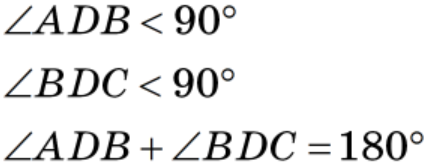 ∠ADB < 90°
∠BDC < 90°
∠ADB + ∠BDC = 180°